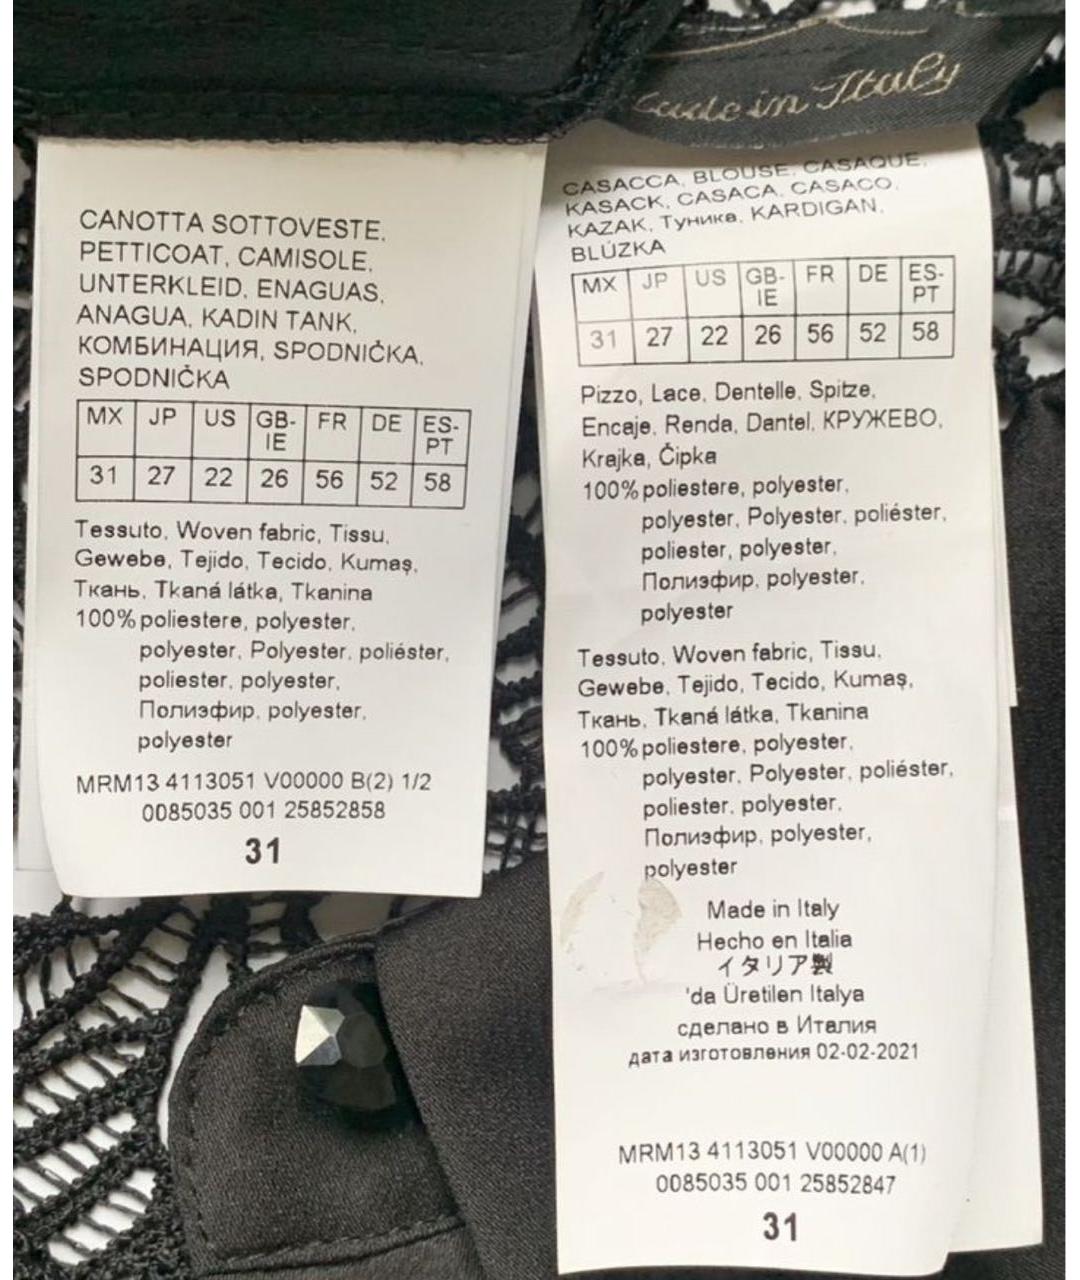 Made in Italy
CANOTTA SOTTOVESTE,
PETTICOAT, CAMISOLE,
UNTERKLEID, ENAGUAS,
ANAGUA, KADIN TANK,
КОМБИНАЦИЯ, SPODNIČKA,
SPODNIČKA
MX JP US GB-IE FR DE ES-PT
31 27 22 26 56 52 58
Tessuto, Woven fabric, Tissu,
Gewebe, Tejido, Tecido, Kumaş,
Ткань, Tkaná látka, Tkanina
100% poliestere, polyester,
polyester, Polyester, poliéster,
poliester, polyester,
Полиэфир, polyester,
polyester
MRM13 4113051 V00000 B(2) 1/2
0085035 001 25852858
31
CASACCA, BLOUSE, CASAQUE,
KASACK, CASACA, CASACO,
KAZAK, Туника, KARDIGAN,
BLÚZKA
MX JP US GB-IE FR DE ES-PT
31 27 22 26 56 52 58
Pizzo, Lace, Dentelle, Spitze,
Encaje, Renda, Dantel, КРУЖЕВО,
Krajka, Čipka
100% poliestere, polyester,
polyester, Polyester, poliéster,
poliester, polyester,
Полиэфир, polyester,
polyester
Tessuto, Woven fabric, Tissu,
Gewebe, Tejido, Tecido, Kumaş,
Ткань, Tkaná látka, Tkanina
100% poliestere, polyester,
polyester, Polyester, poliéster,
poliester, polyester,
Полиэфир, polyester,
polyester
Made in Italy
Hecho en Italia
イタリア製
'da Üretilen Italya
сделано в Италия
дата изготовления 02-02-2021
MRM13 4113051 V00000 A(1)
0085035 001 25852847
31